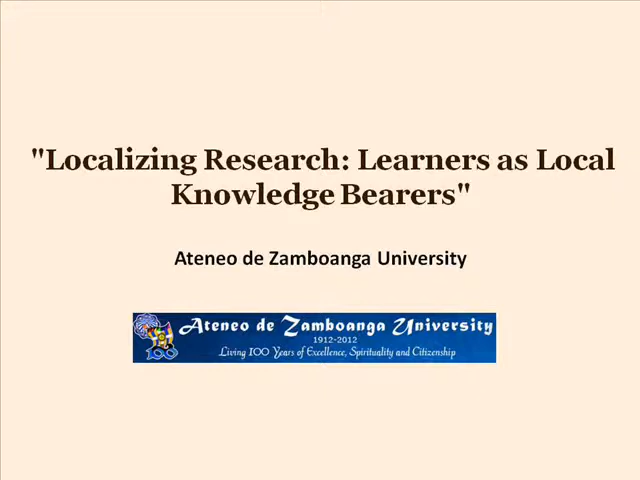 "Localizing Research: Learners as Local
Knowledge Bearers"
Ateneo de Zamboanga University
Ateneo de Zamboanga University
1912-2012
Living 100 Years of Excellence, Spirituality and Citizenship
100